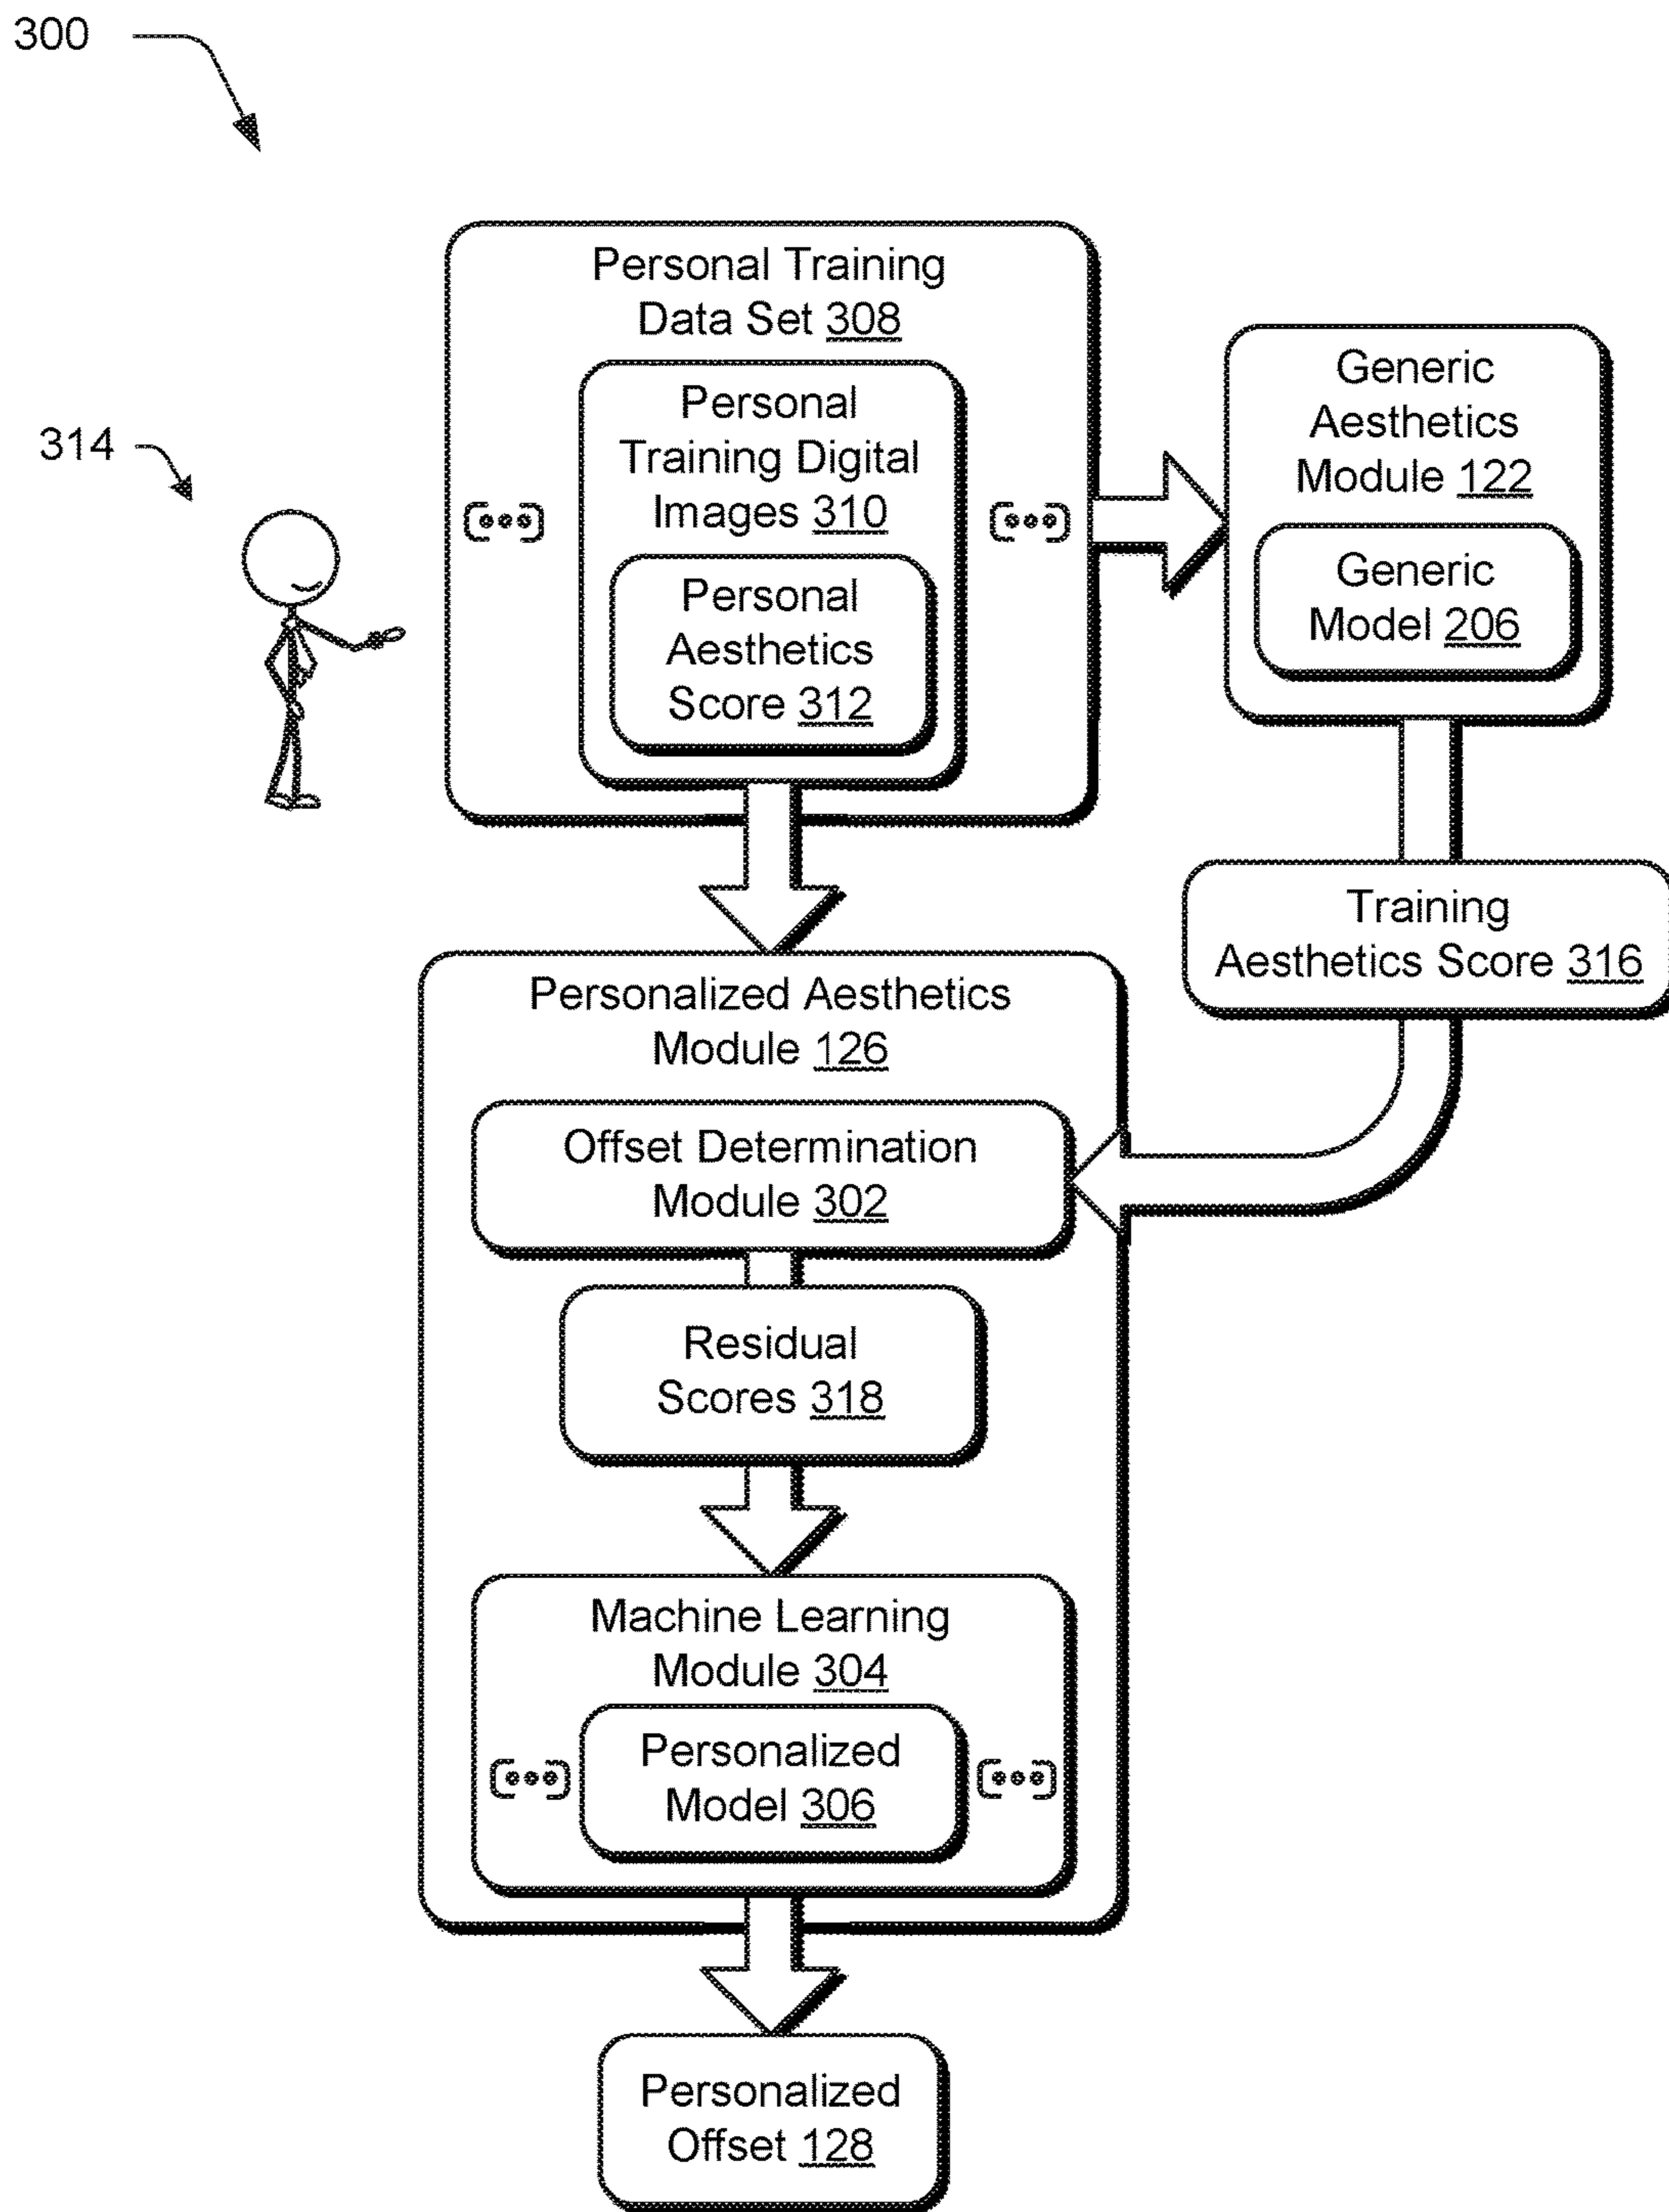 300
Personal Training
Data Set 308
Personal
Training Digital
Images 310
Personal
Aesthetics
Score 312
Generic
Aesthetics
Module 122
Generic
Model 206
314
Training
Aesthetics Score 316
Personalized Aesthetics
Module 126
Offset Determination
Module 302
Residual
Scores 318
Machine Learning
Module 304
Personalized
Model 306
Personalized
Offset 128